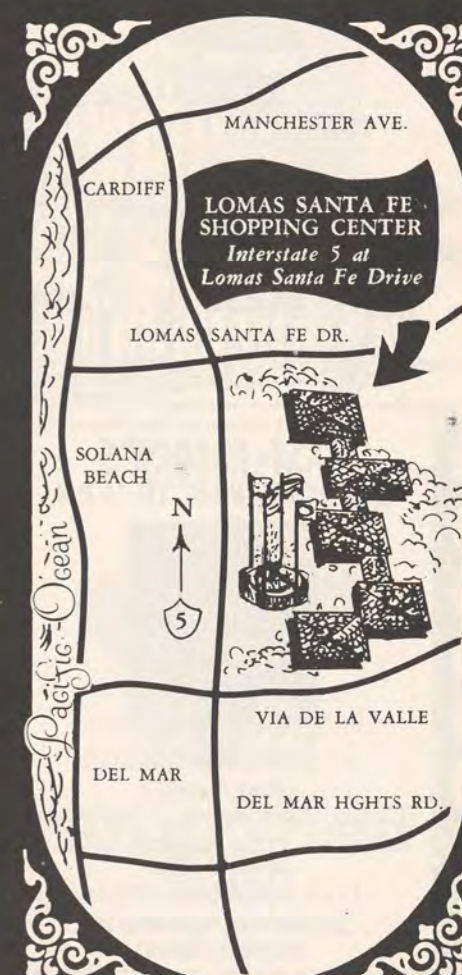 MANCHESTER AVE.
CARDIFF
LOMAS SANTA FE
SHOPPING CENTER
Interstate 5 at
Lomas Santa Fe Drive
LOMAS SANTA FE DR.
SOLANA
BEACH
N
5
Pacific Ocean
VIA DE LA VALLE
DEL MAR
DEL MAR HGHTS RD.